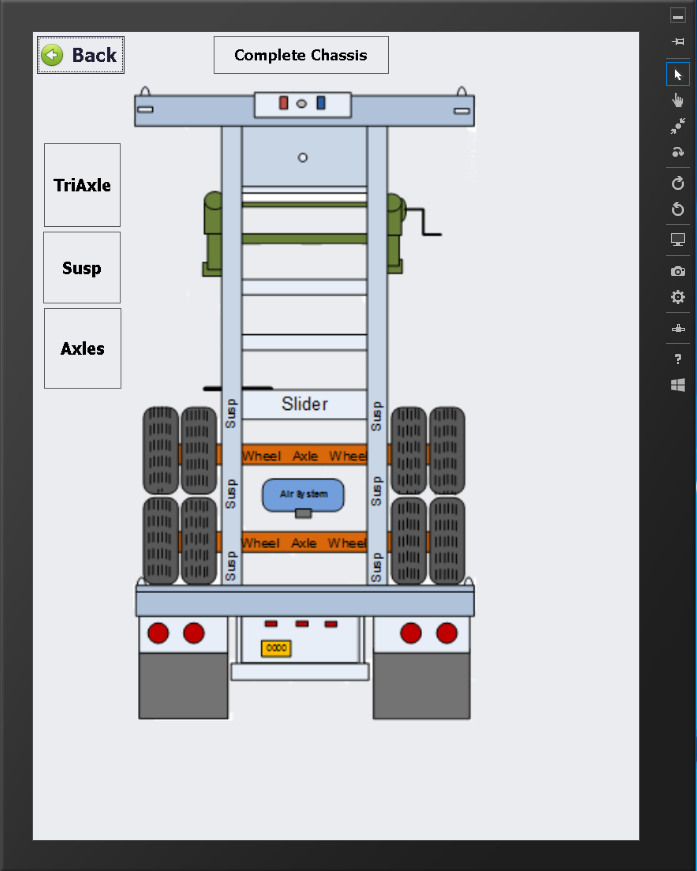 Back
Complete Chassis
TriAxle
Susp
Axles
Slider
Susp
Susp
Wheel Axle Wheel
Susp
Susp
Air System
Wheel Axle Wheel
Susp
Susp
0000
?